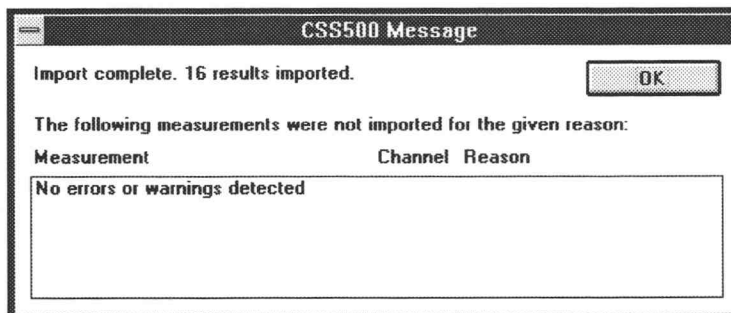 CSS500 Message
Import complete. 16 results imported.
OK
The following measurements were not imported for the given reason:
Measurement Channel Reason
No errors or warnings detected